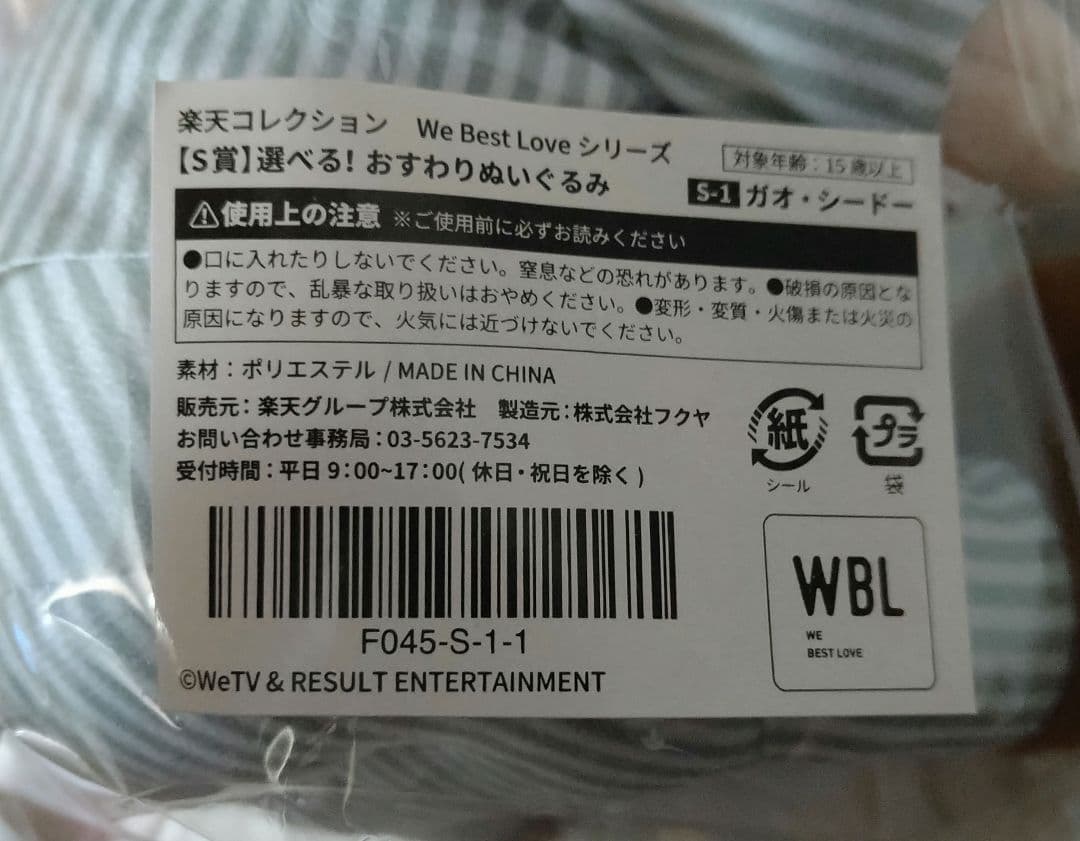 楽天コレクション We Best Love シリーズ
【S賞】選べる！おすわりぬいぐるみ
対象年齢：15歳以上
S-1 ガオ・シードー
⚠使用上の注意 ※ご使用前に必ずお読みください
●口に入れたりしないでください。窒息などの恐れがあります。●破損の原因とな
りますので、乱暴な取り扱いはおやめください。●変形・変質・火傷または火災の
原因になりますので、火気には近づけないでください。
素材：ポリエステル / MADE IN CHINA
販売元：楽天グループ株式会社 製造元：株式会社フクヤ
お問い合わせ事務局：03-5623-7534
受付時間：平日 9：00~17：00( 休日・祝日を除く )
紙
シール
プラ
袋
F045-S-1-1
©WeTV & RESULT ENTERTAINMENT
WBL
WE
BEST LOVE